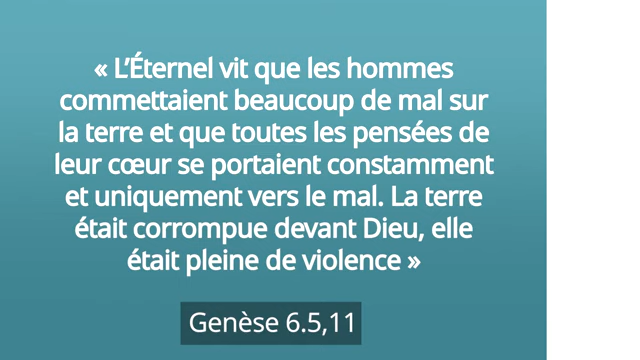 « L’Éternel vit que les hommes
commettaient beaucoup de mal sur
la terre et que toutes les pensées de
leur cœur se portaient constamment
et uniquement vers le mal. La terre
était corrompue devant Dieu, elle
était pleine de violence »
Genèse 6.5,11